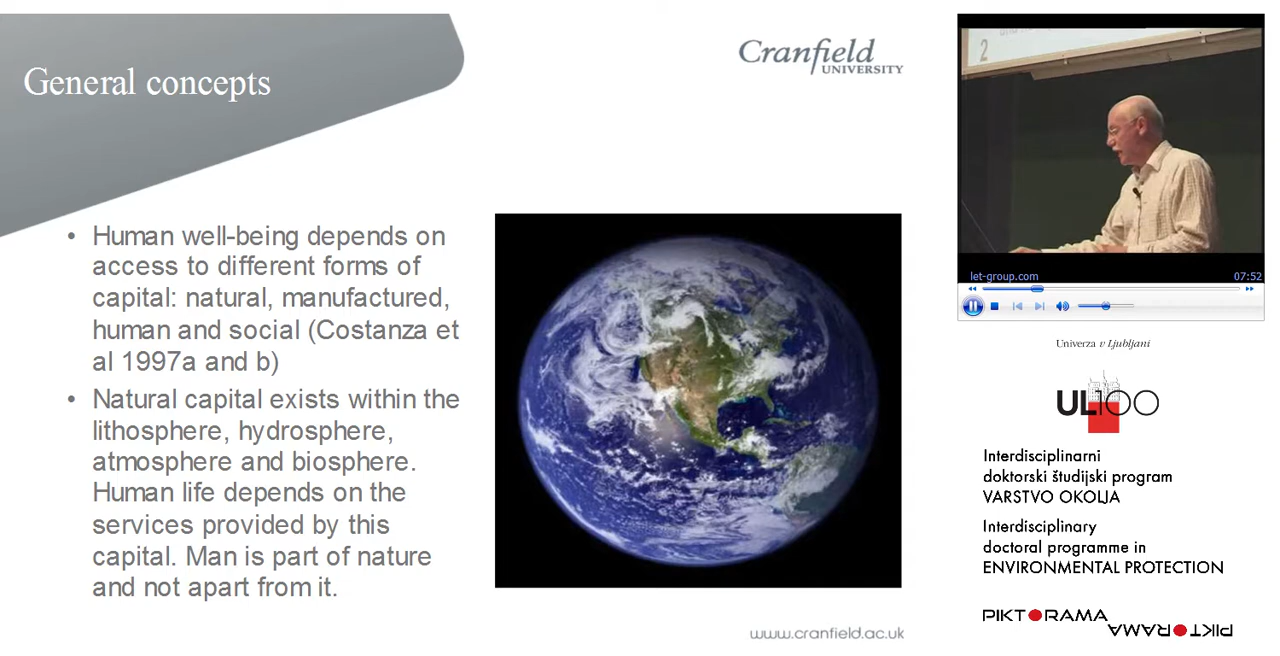 General concepts
Cranfield
UNIVERSITY
• Human well-being depends on
access to different forms of
capital: natural, manufactured,
human and social (Costanza et
al 1997a and b)
• Natural capital exists within the
lithosphere, hydrosphere,
atmosphere and biosphere.
Human life depends on the
services provided by this
capital. Man is part of nature
and not apart from it.
www.cranfield.ac.uk
2
let-group.com 07:52
Univerza v Ljubljani
UL100
Interdisciplinarni
doktorski študijski program
VARSTVO OKOLJA
Interdisciplinary
doctoral programme in
ENVIRONMENTAL PROTECTION
PIKTORAMA
PIKTORAMA